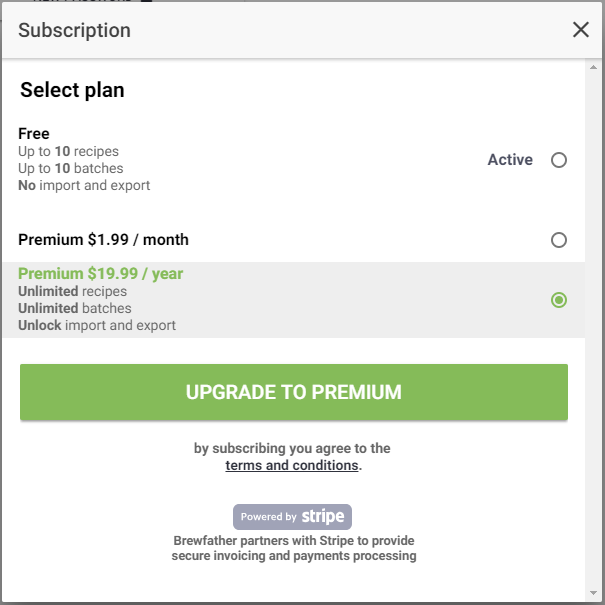 Subscription
Select plan
Free
Up to 10 recipes
Up to 10 batches
No import and export
Active
Premium $1.99 / month
Premium $19.99 / year
Unlimited recipes
Unlimited batches
Unlock import and export
UPGRADE TO PREMIUM
by subscribing you agree to the
terms and conditions.
Powered by stripe
Brewfather partners with Stripe to provide
secure invoicing and payments processing